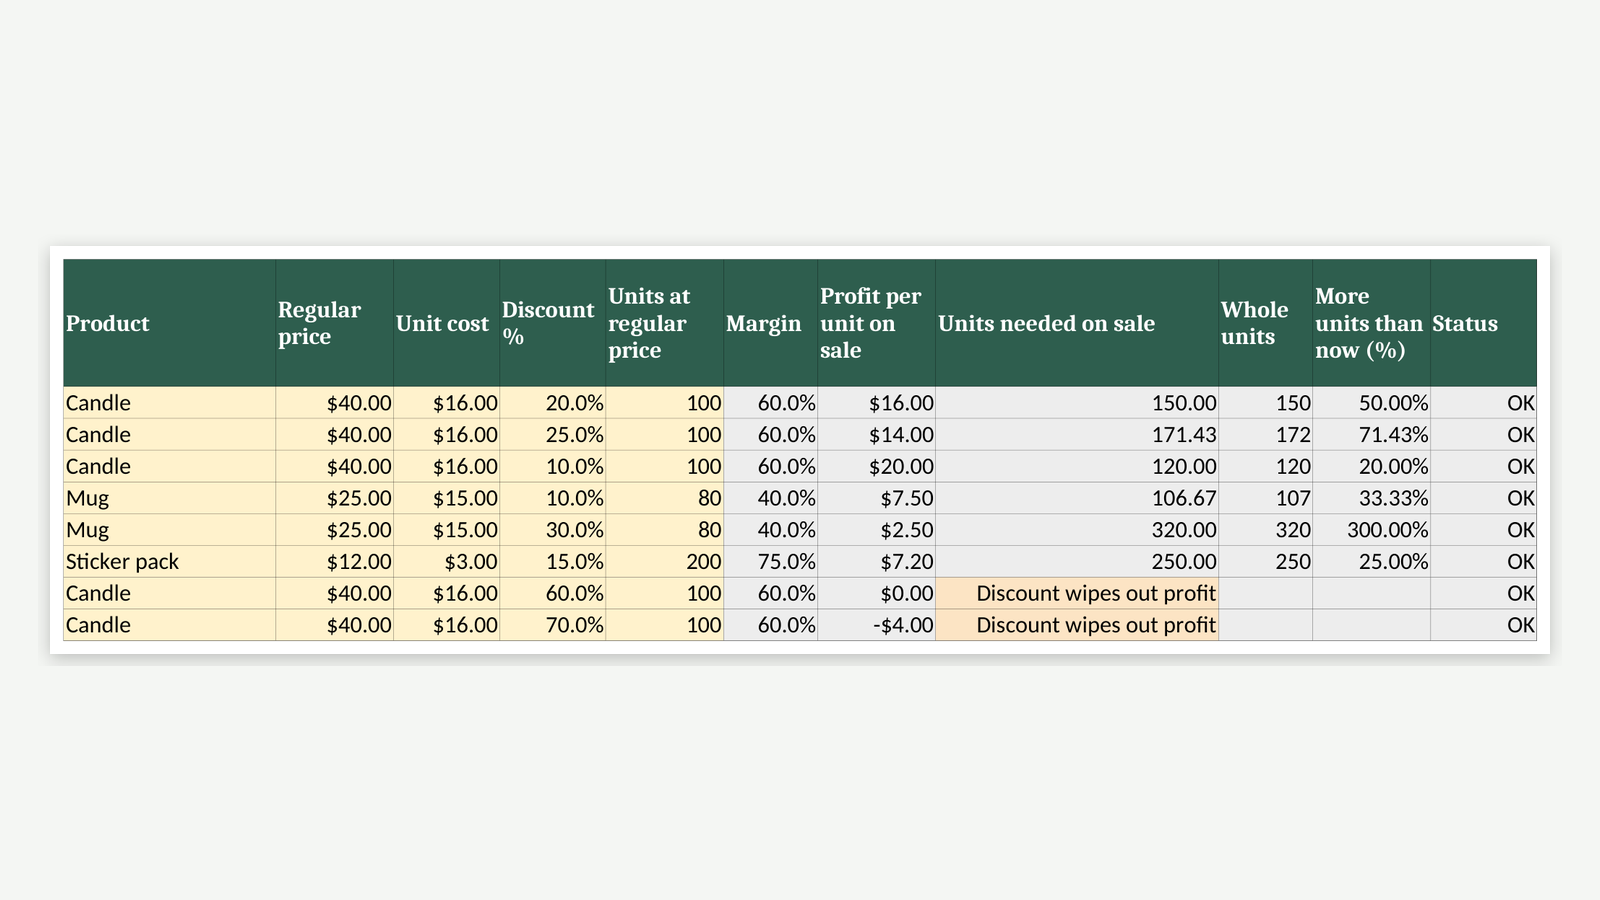 Product Regular price Unit cost Discount % Units at regular price Margin Profit per unit on sale Units needed on sale Whole units More units than now (%) Status
Candle $40.00 $16.00 20.0% 100 60.0% $16.00 150.00 150 50.00% OK
Candle $40.00 $16.00 25.0% 100 60.0% $14.00 171.43 172 71.43% OK
Candle $40.00 $16.00 10.0% 100 60.0% $20.00 120.00 120 20.00% OK
Mug $25.00 $15.00 10.0% 80 40.0% $7.50 106.67 107 33.33% OK
Mug $25.00 $15.00 30.0% 80 40.0% $2.50 320.00 320 300.00% OK
Sticker pack $12.00 $3.00 15.0% 200 75.0% $7.20 250.00 250 25.00% OK
Candle $40.00 $16.00 60.0% 100 60.0% $0.00 Discount wipes out profit OK
Candle $40.00 $16.00 70.0% 100 60.0% -$4.00 Discount wipes out profit OK